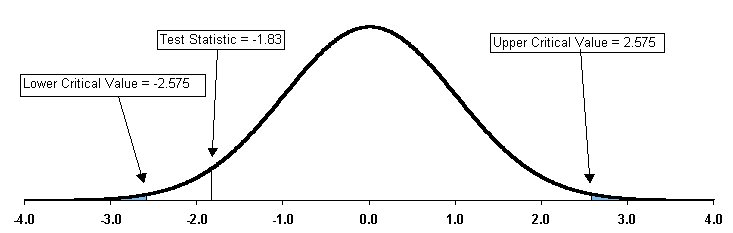 Test Statistic = -1.83
Upper Critical Value = 2.575
Lower Critical Value = -2.575
-4.0 -3.0 -2.0 -1.0 0.0 1.0 2.0 3.0 4.0